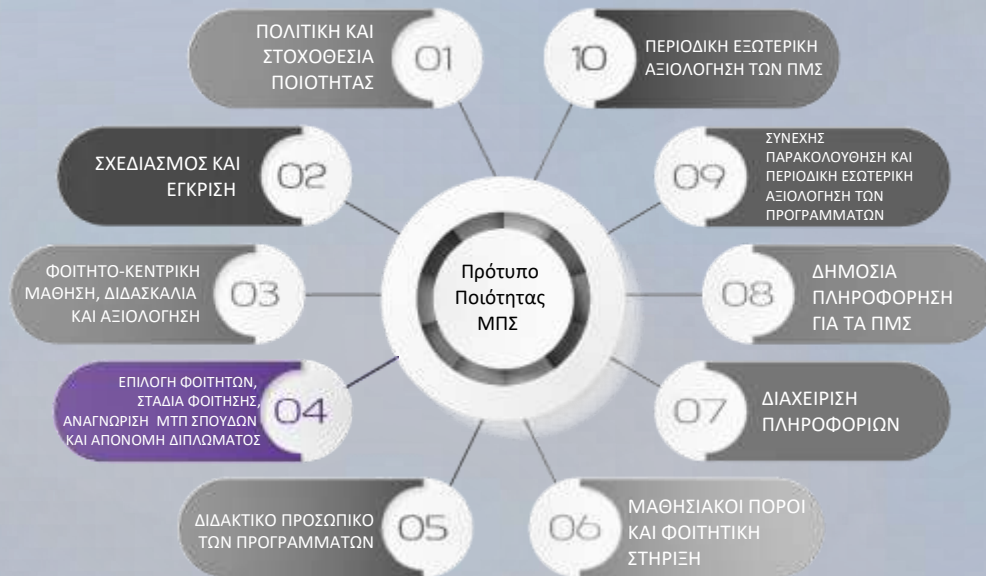 ΠΟΛΙΤΙΚΗ ΚΑΙ
ΣΤΟΧΟΘΕΣΙΑ
ΠΟΙΟΤΗΤΑΣ
01
ΣΧΕΔΙΑΣΜΟΣ ΚΑΙ
ΕΓΚΡΙΣΗ
02
ΦΟΙΤΗΤΟ-ΚΕΝΤΡΙΚΗ
ΜΑΘΗΣΗ, ΔΙΔΑΣΚΑΛΙΑ
ΚΑΙ ΑΞΙΟΛΟΓΗΣΗ
03
ΕΠΙΛΟΓΗ ΦΟΙΤΗΤΩΝ,
ΣΤΑΔΙΑ ΦΟΙΤΗΣΗΣ,
ΑΝΑΓΝΩΡΙΣΗ ΜΤΠ ΣΠΟΥΔΩΝ
ΚΑΙ ΑΠΟΝΟΜΗ ΔΙΠΛΩΜΑΤΟΣ
04
ΔΙΔΑΚΤΙΚΟ ΠΡΟΣΩΠΙΚΟ
ΤΩΝ ΠΡΟΓΡΑΜΜΑΤΩΝ
05
Πρότυπο
Ποιότητας
ΜΠΣ
06
ΜΑΘΗΣΙΑΚΟΙ ΠΟΡΟΙ
ΚΑΙ ΦΟΙΤΗΤΙΚΗ
ΣΤΗΡΙΞΗ
07
ΔΙΑΧΕΙΡΙΣΗ
ΠΛΗΡΟΦΟΡΙΩΝ
08
ΔΗΜΟΣΙΑ
ΠΛΗΡΟΦΟΡΗΣΗ
ΓΙΑ ΤΑ ΠΜΣ
09
ΣΥΝΕΧΗΣ
ΠΑΡΑΚΟΛΟΥΘΗΣΗ ΚΑΙ
ΠΕΡΙΟΔΙΚΗ ΕΣΩΤΕΡΙΚΗ
ΑΞΙΟΛΟΓΗΣΗ ΤΩΝ
ΠΡΟΓΡΑΜΜΑΤΩΝ
10
ΠΕΡΙΟΔΙΚΗ ΕΞΩΤΕΡΙΚΗ
ΑΞΙΟΛΟΓΗΣΗ ΤΩΝ ΠΜΣ